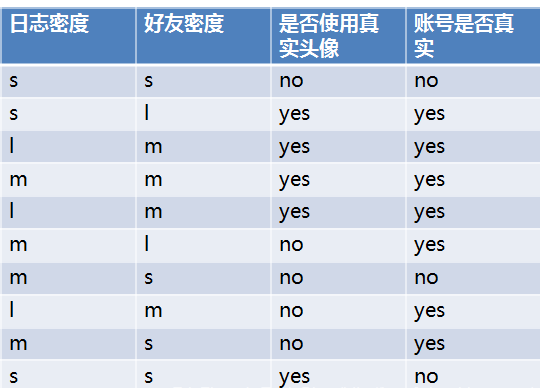 日志密度 好友密度 是否使用真实头像 账号是否真实
s s no no
s l yes yes
l m yes yes
m m yes yes
l m yes yes
m l no yes
m s no no
l m no yes
m s no yes
s s yes no